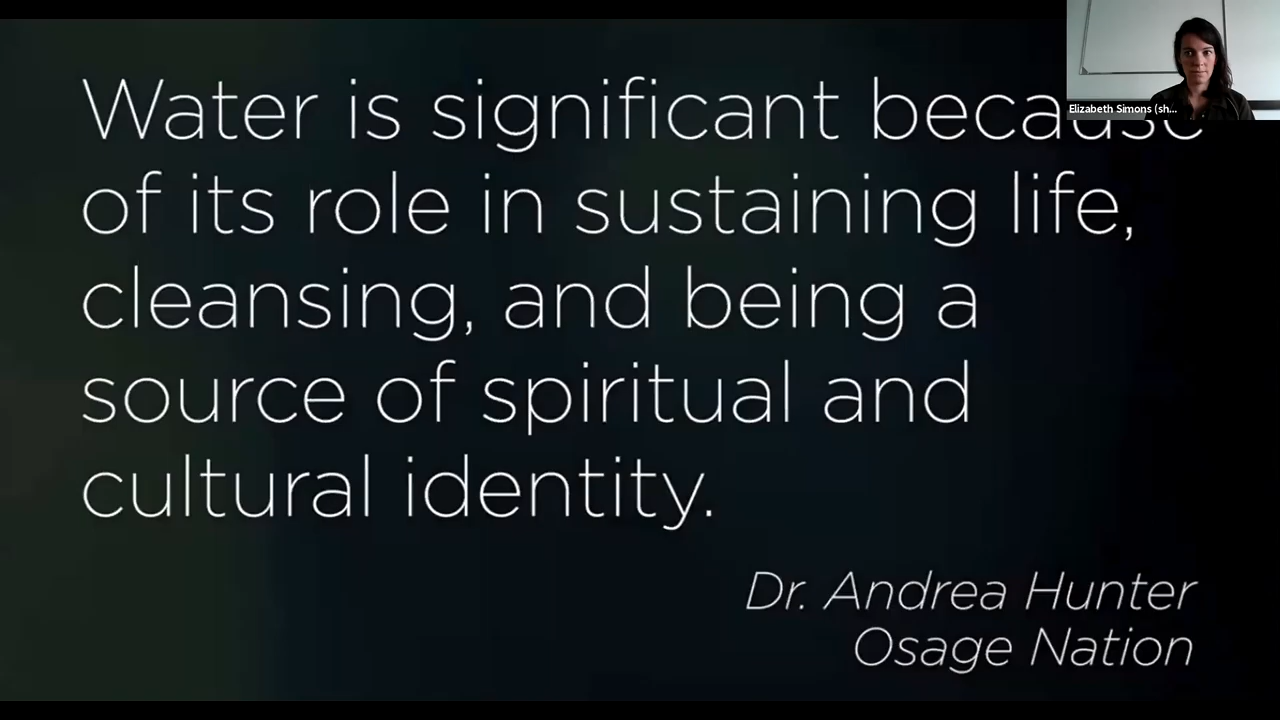 Water is significant because
of its role in sustaining life,
cleansing, and being a
source of spiritual and
cultural identity.
Dr. Andrea Hunter
Osage Nation
Elizabeth Simons (sh...